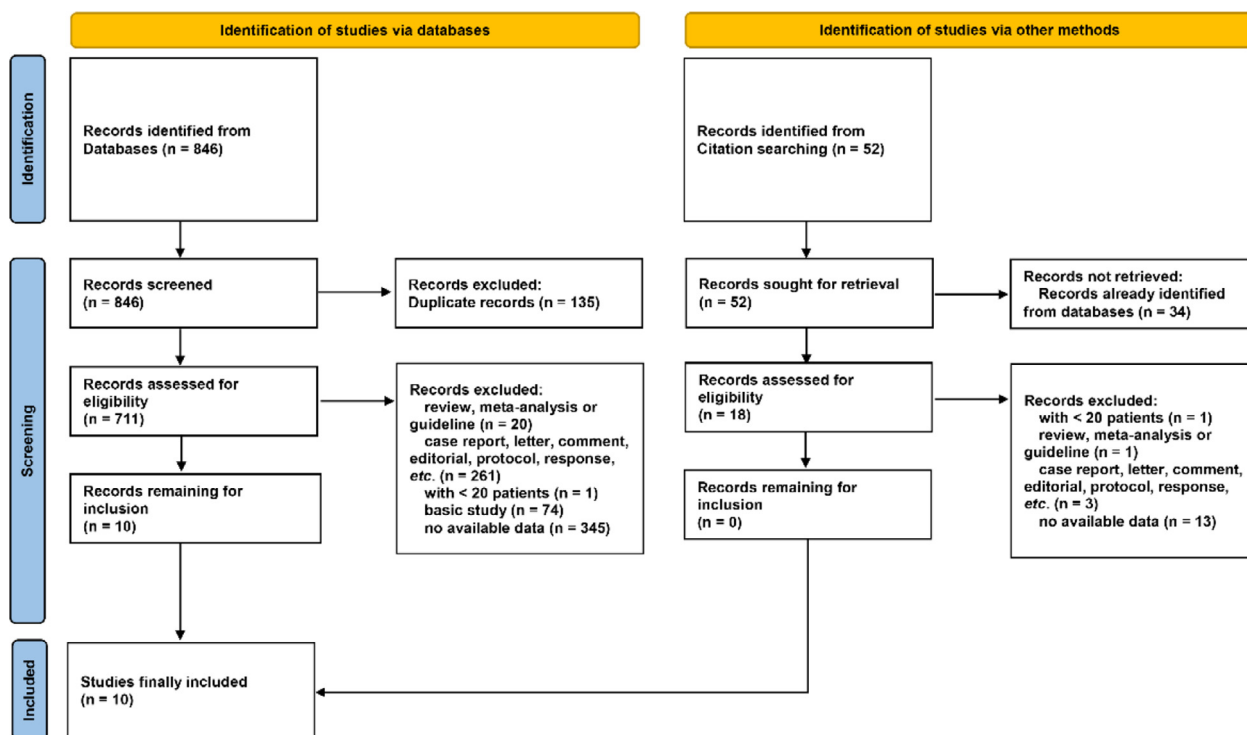 Identification of studies via databases
Identification of studies via other methods
Identification
Records identified from
Databases (n = 846)
Records identified from
Citation searching (n = 52)
Screening
Records screened
(n = 846)
Records excluded:
Duplicate records (n = 135)
Records sought for retrieval
(n = 52)
Records not retrieved:
Records already identified
from databases (n = 34)
Records assessed for
eligibility
(n = 711)
Records excluded:
review, meta-analysis or
guideline (n = 20)
case report, letter, comment,
editorial, protocol, response,
etc. (n = 261)
with < 20 patients (n = 1)
basic study (n = 74)
no available data (n = 345)
Records assessed for
eligibility
(n = 18)
Records excluded:
with < 20 patients (n = 1)
review, meta-analysis or
guideline (n = 1)
case report, letter, comment,
editorial, protocol, response,
etc. (n = 3)
no available data (n = 13)
Records remaining for
inclusion
(n = 10)
Records remaining for
inclusion
(n = 0)
Included
Studies finally included
(n = 10)